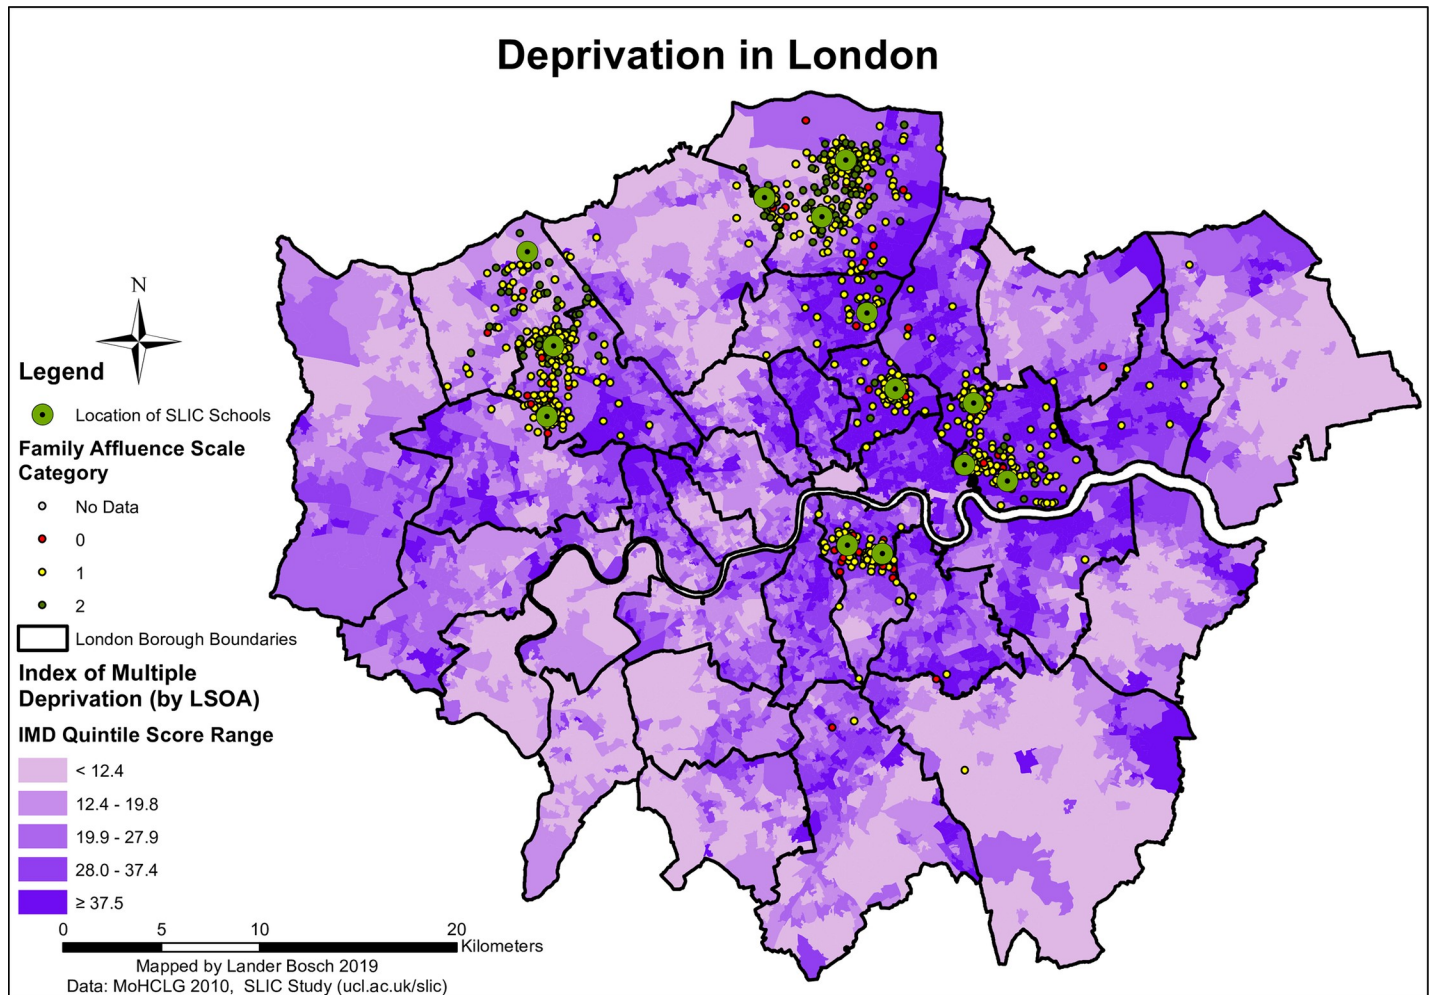 Deprivation in London
N
Legend
Location of SLIC Schools
Family Affluence Scale
Category
No Data
0
1
2
London Borough Boundaries
Index of Multiple
Deprivation (by LSOA)
IMD Quintile Score Range
< 12.4
12.4 - 19.8
19.9 - 27.9
28.0 - 37.4
≥ 37.5
0 5 10 20
Kilometers
Mapped by Lander Bosch 2019
Data: MoHCLG 2010, SLIC Study (ucl.ac.uk/slic)